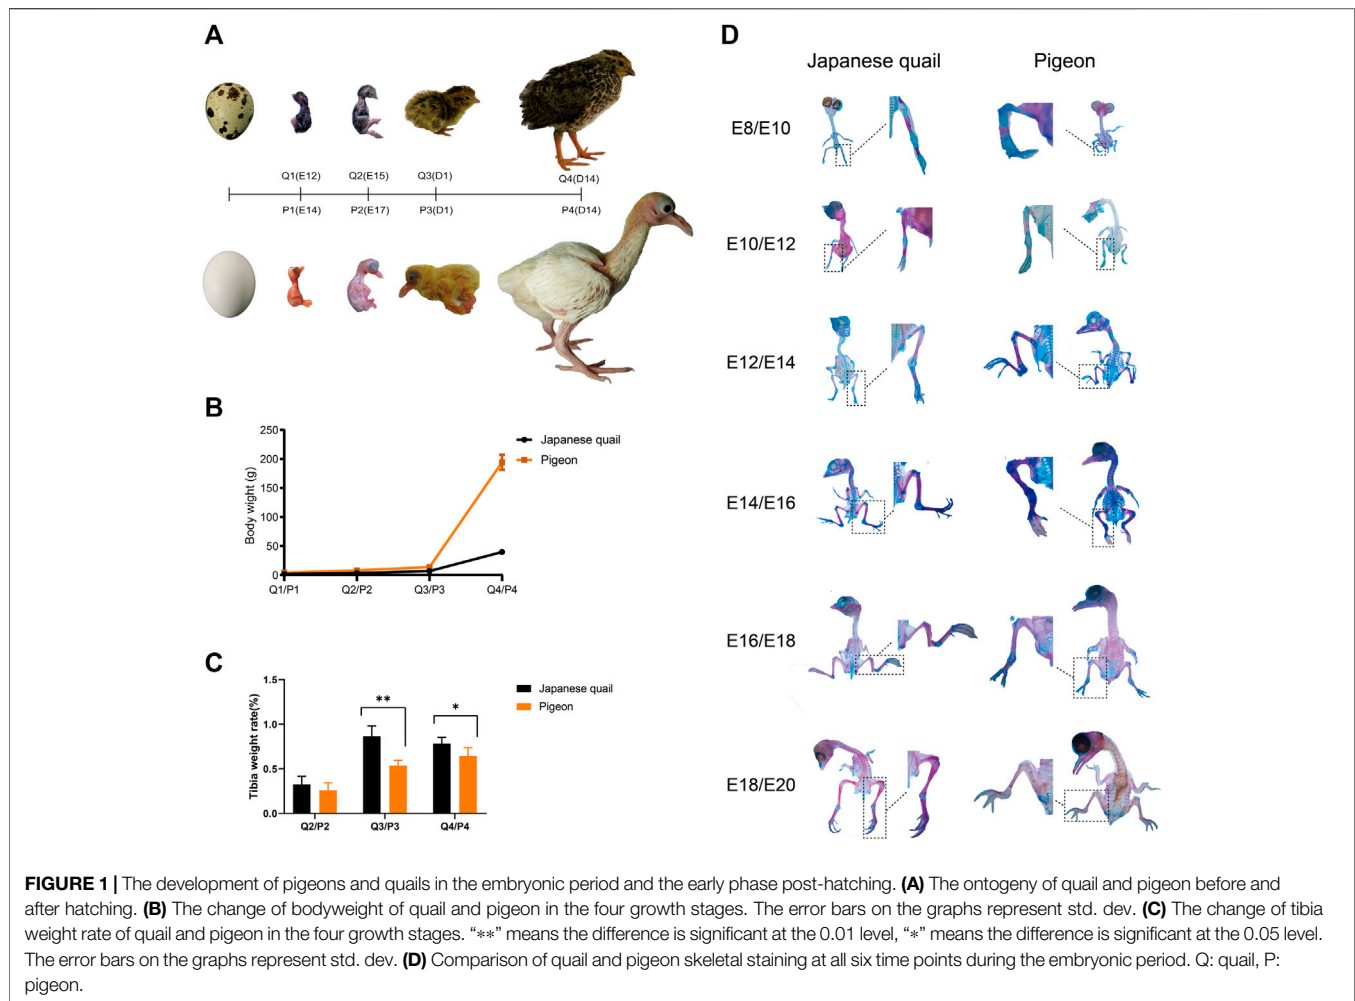 A
Q1(E12)
Q2(E15)
Q3(D1)
Q4(D14)
P1(E14)
P2(E17)
P3(D1)
P4(D14)
B
Body weight (g)
250
200
150
100
50
0
Q1/P1
Q2/P2
Q3/P3
Q4/P4
Japanese quail
Pigeon
C
Tibia weight rate(%)
1.5
1.0
0.5
0.0
**
*
Q2/P2
Q3/P3
Q4/P4
Japanese quail
Pigeon
D
Japanese quail
Pigeon
E8/E10
E10/E12
E12/E14
E14/E16
E16/E18
E18/E20
FIGURE 1 | The development of pigeons and quails in the embryonic period and the early phase post-hatching. (A) The ontogeny of quail and pigeon before and
after hatching. (B) The change of bodyweight of quail and pigeon in the four growth stages. The error bars on the graphs represent std. dev. (C) The change of tibia
weight rate of quail and pigeon in the four growth stages. “**” means the difference is significant at the 0.01 level, “*” means the difference is significant at the 0.05 level.
The error bars on the graphs represent std. dev. (D) Comparison of quail and pigeon skeletal staining at all six time points during the embryonic period. Q: quail, P:
pigeon.